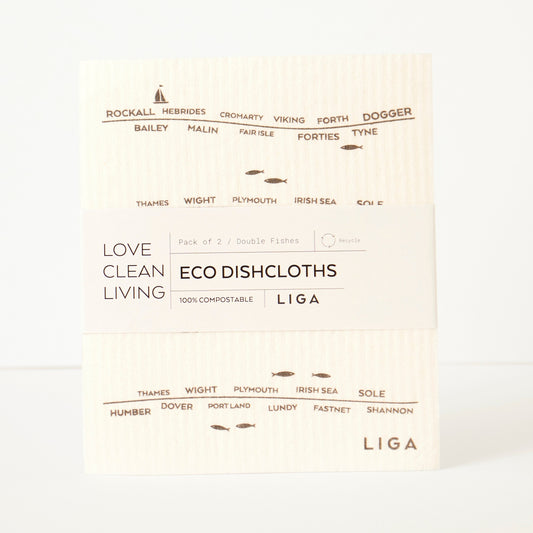 ROCKALL HEBRIDES CROMARTY VIKING FORTH DOGGER
BAILEY MALIN FAIR ISLE FORTIES TYNE
THAMES WIGHT PLYMOUTH IRISH SEA SOLE
LOVE
CLEAN
LIVING
Pack of 2 / Double Fishes
Recycle
ECO DISHCLOTHS
100% COMPOSTABLE
LIGA
THAMES WIGHT PLYMOUTH IRISH SEA SOLE
HUMBER DOVER PORTLAND LUNDY FASTNET SHANNON
LIGA